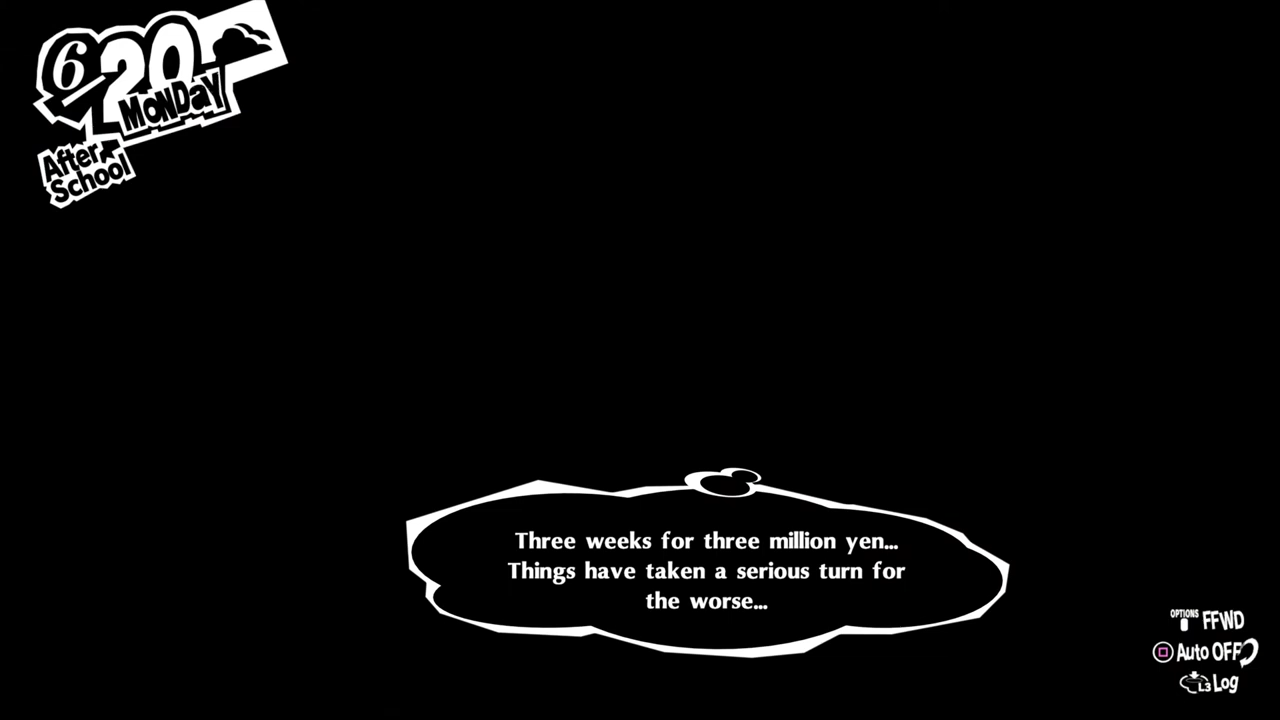 6/20
MONDAY
After
School
Three weeks for three million yen...
Things have taken a serious turn for
the worse...
OPTIONS FFWD
Auto OFF
L3 Log